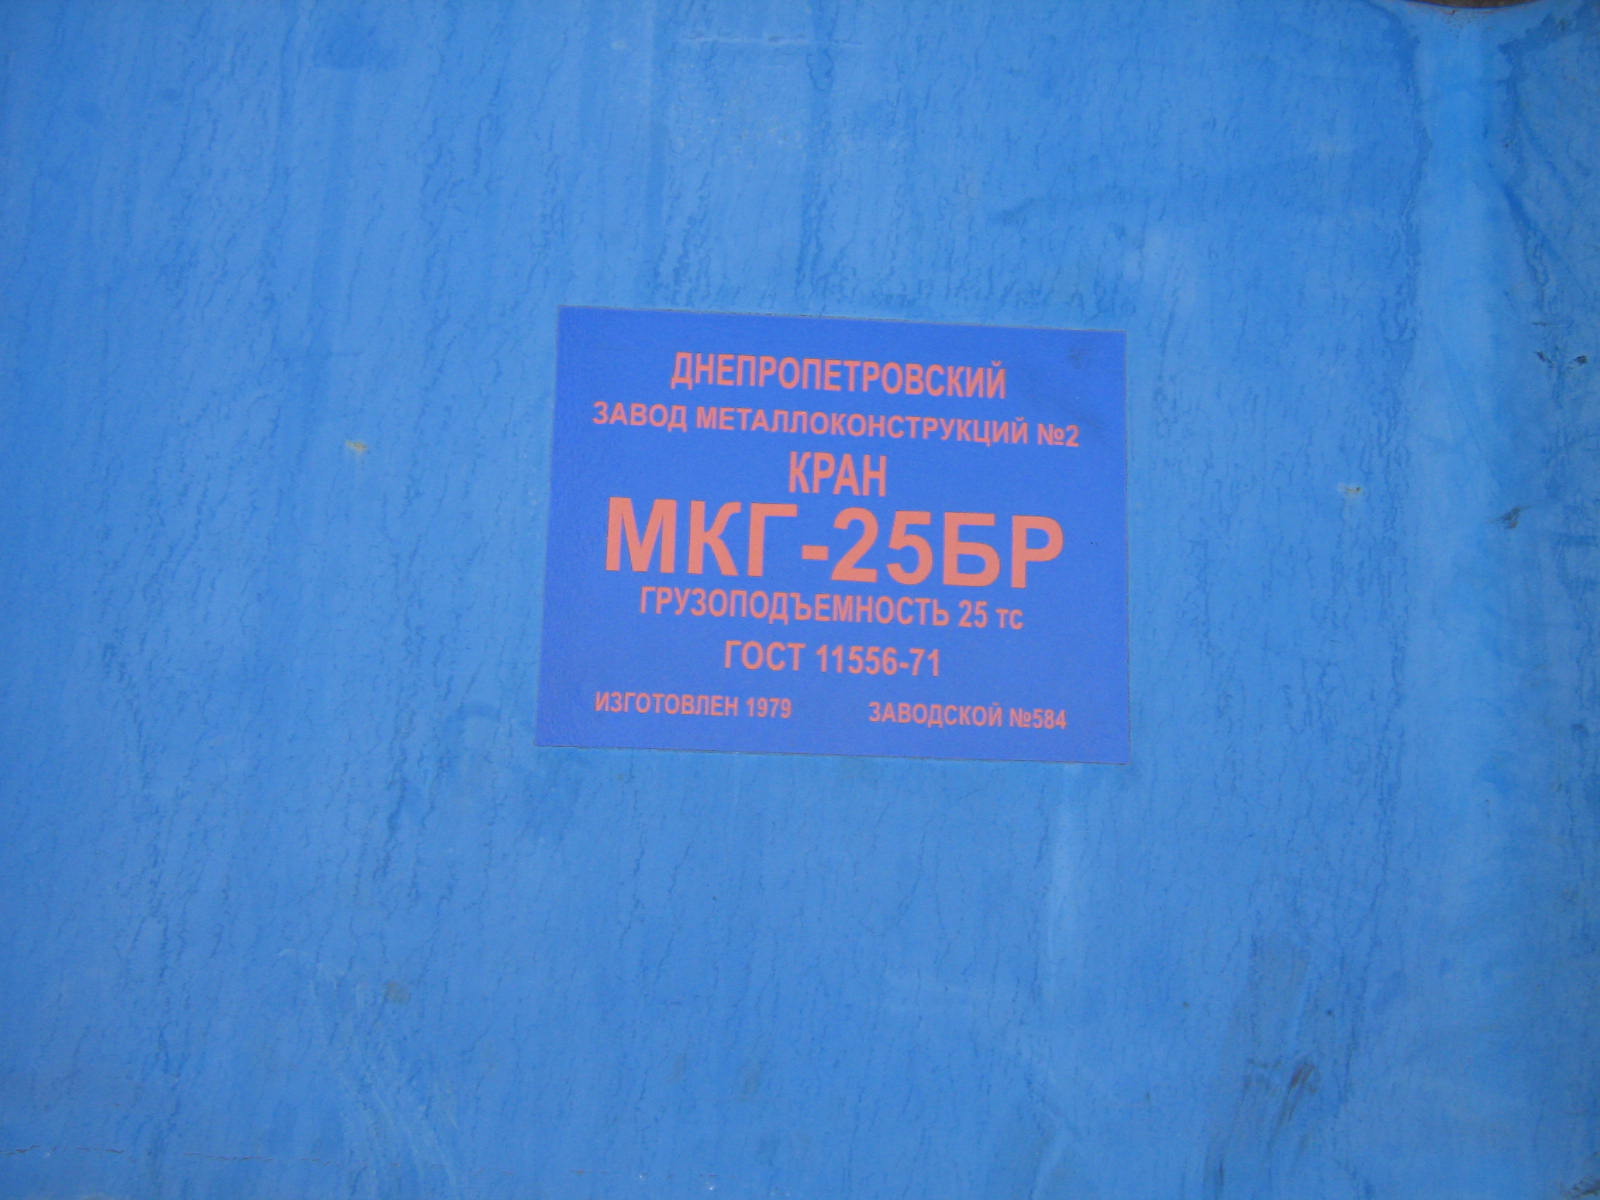 ДНЕПРОПЕТРОВСКИЙ
ЗАВОД МЕТАЛЛОКОНСТРУКЦИЙ №2
КРАН
МКГ-25БР
ГРУЗОПОДЪЕМНОСТЬ 25 тс
ГОСТ 11556-71
ИЗГОТОВЛЕН 1979 ЗАВОДСКОЙ №584